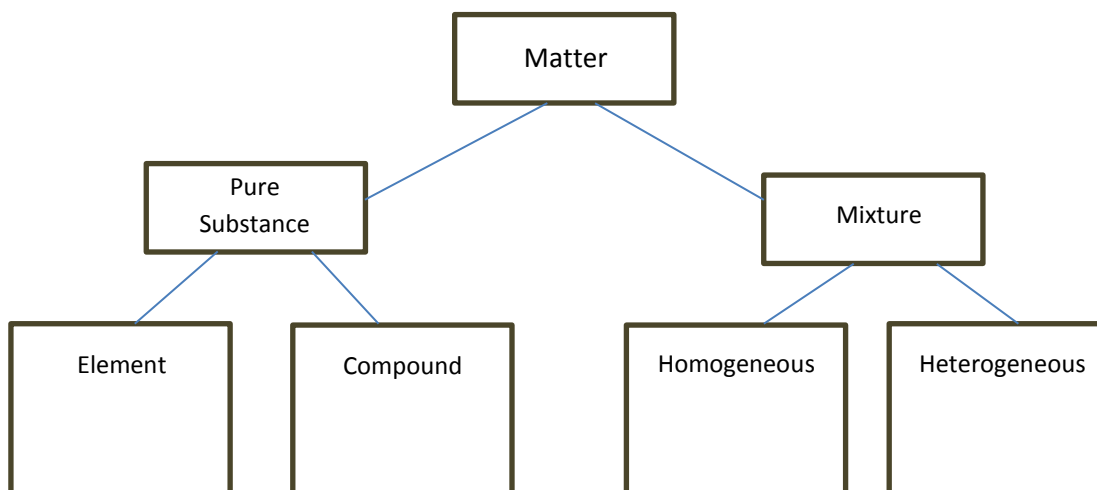 Matter
Pure
Substance
Mixture
Element
Compound
Homogeneous
Heterogeneous